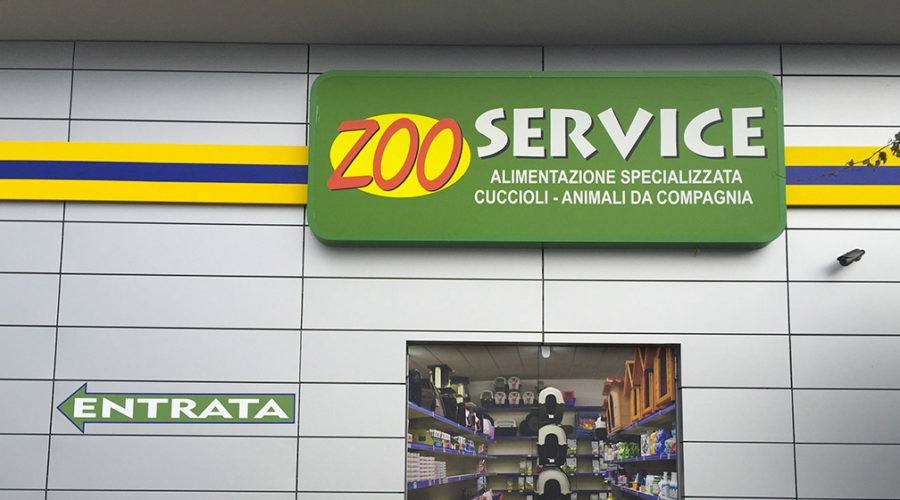 ZOO SERVICE
ALIMENTAZIONE SPECIALIZZATA
CUCCIOLI - ANIMALI DA COMPAGNIA
ENTRATA